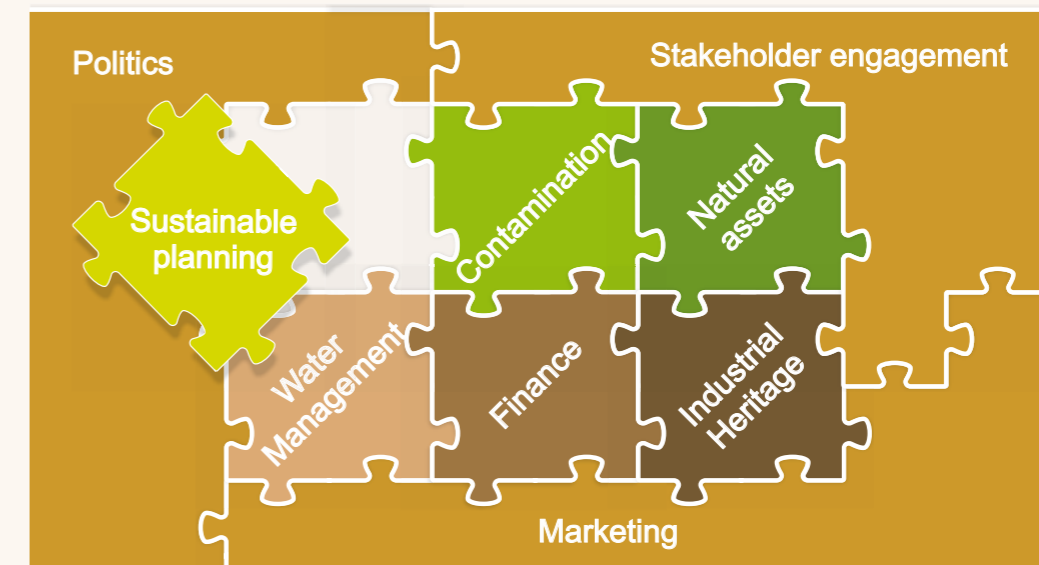 Politics
Stakeholder engagement
Sustainable
planning
Contamination
Natural
assets
Water
Management
Finance
Industrial
Heritage
Marketing